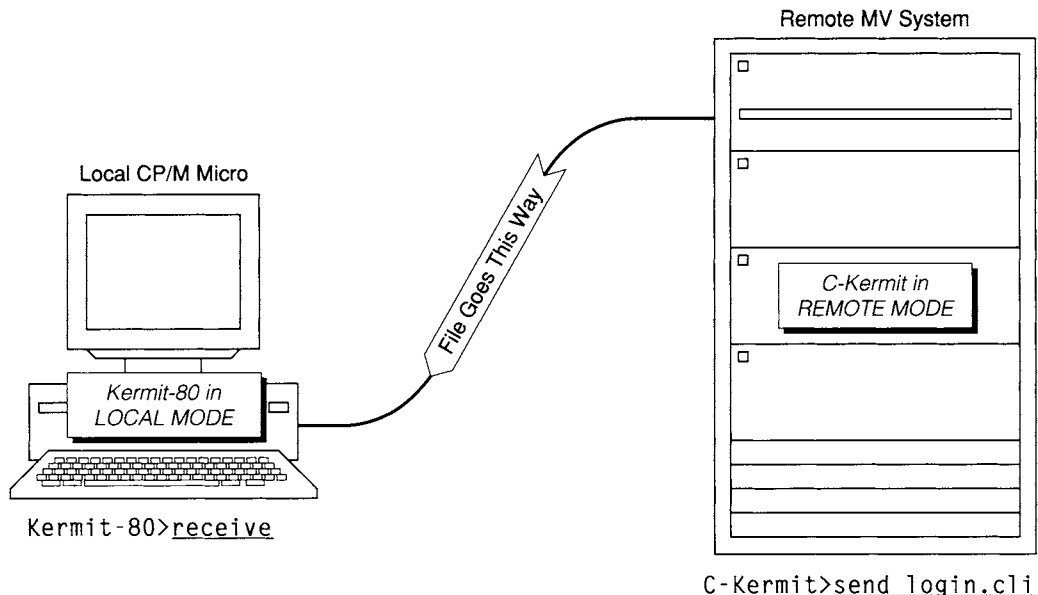 Remote MV System
Local CP/M Micro
File Goes This Way
C-Kermit in
REMOTE MODE
Kermit-80 in
LOCAL MODE
Kermit-80>receive
C-Kermit>send login.cli